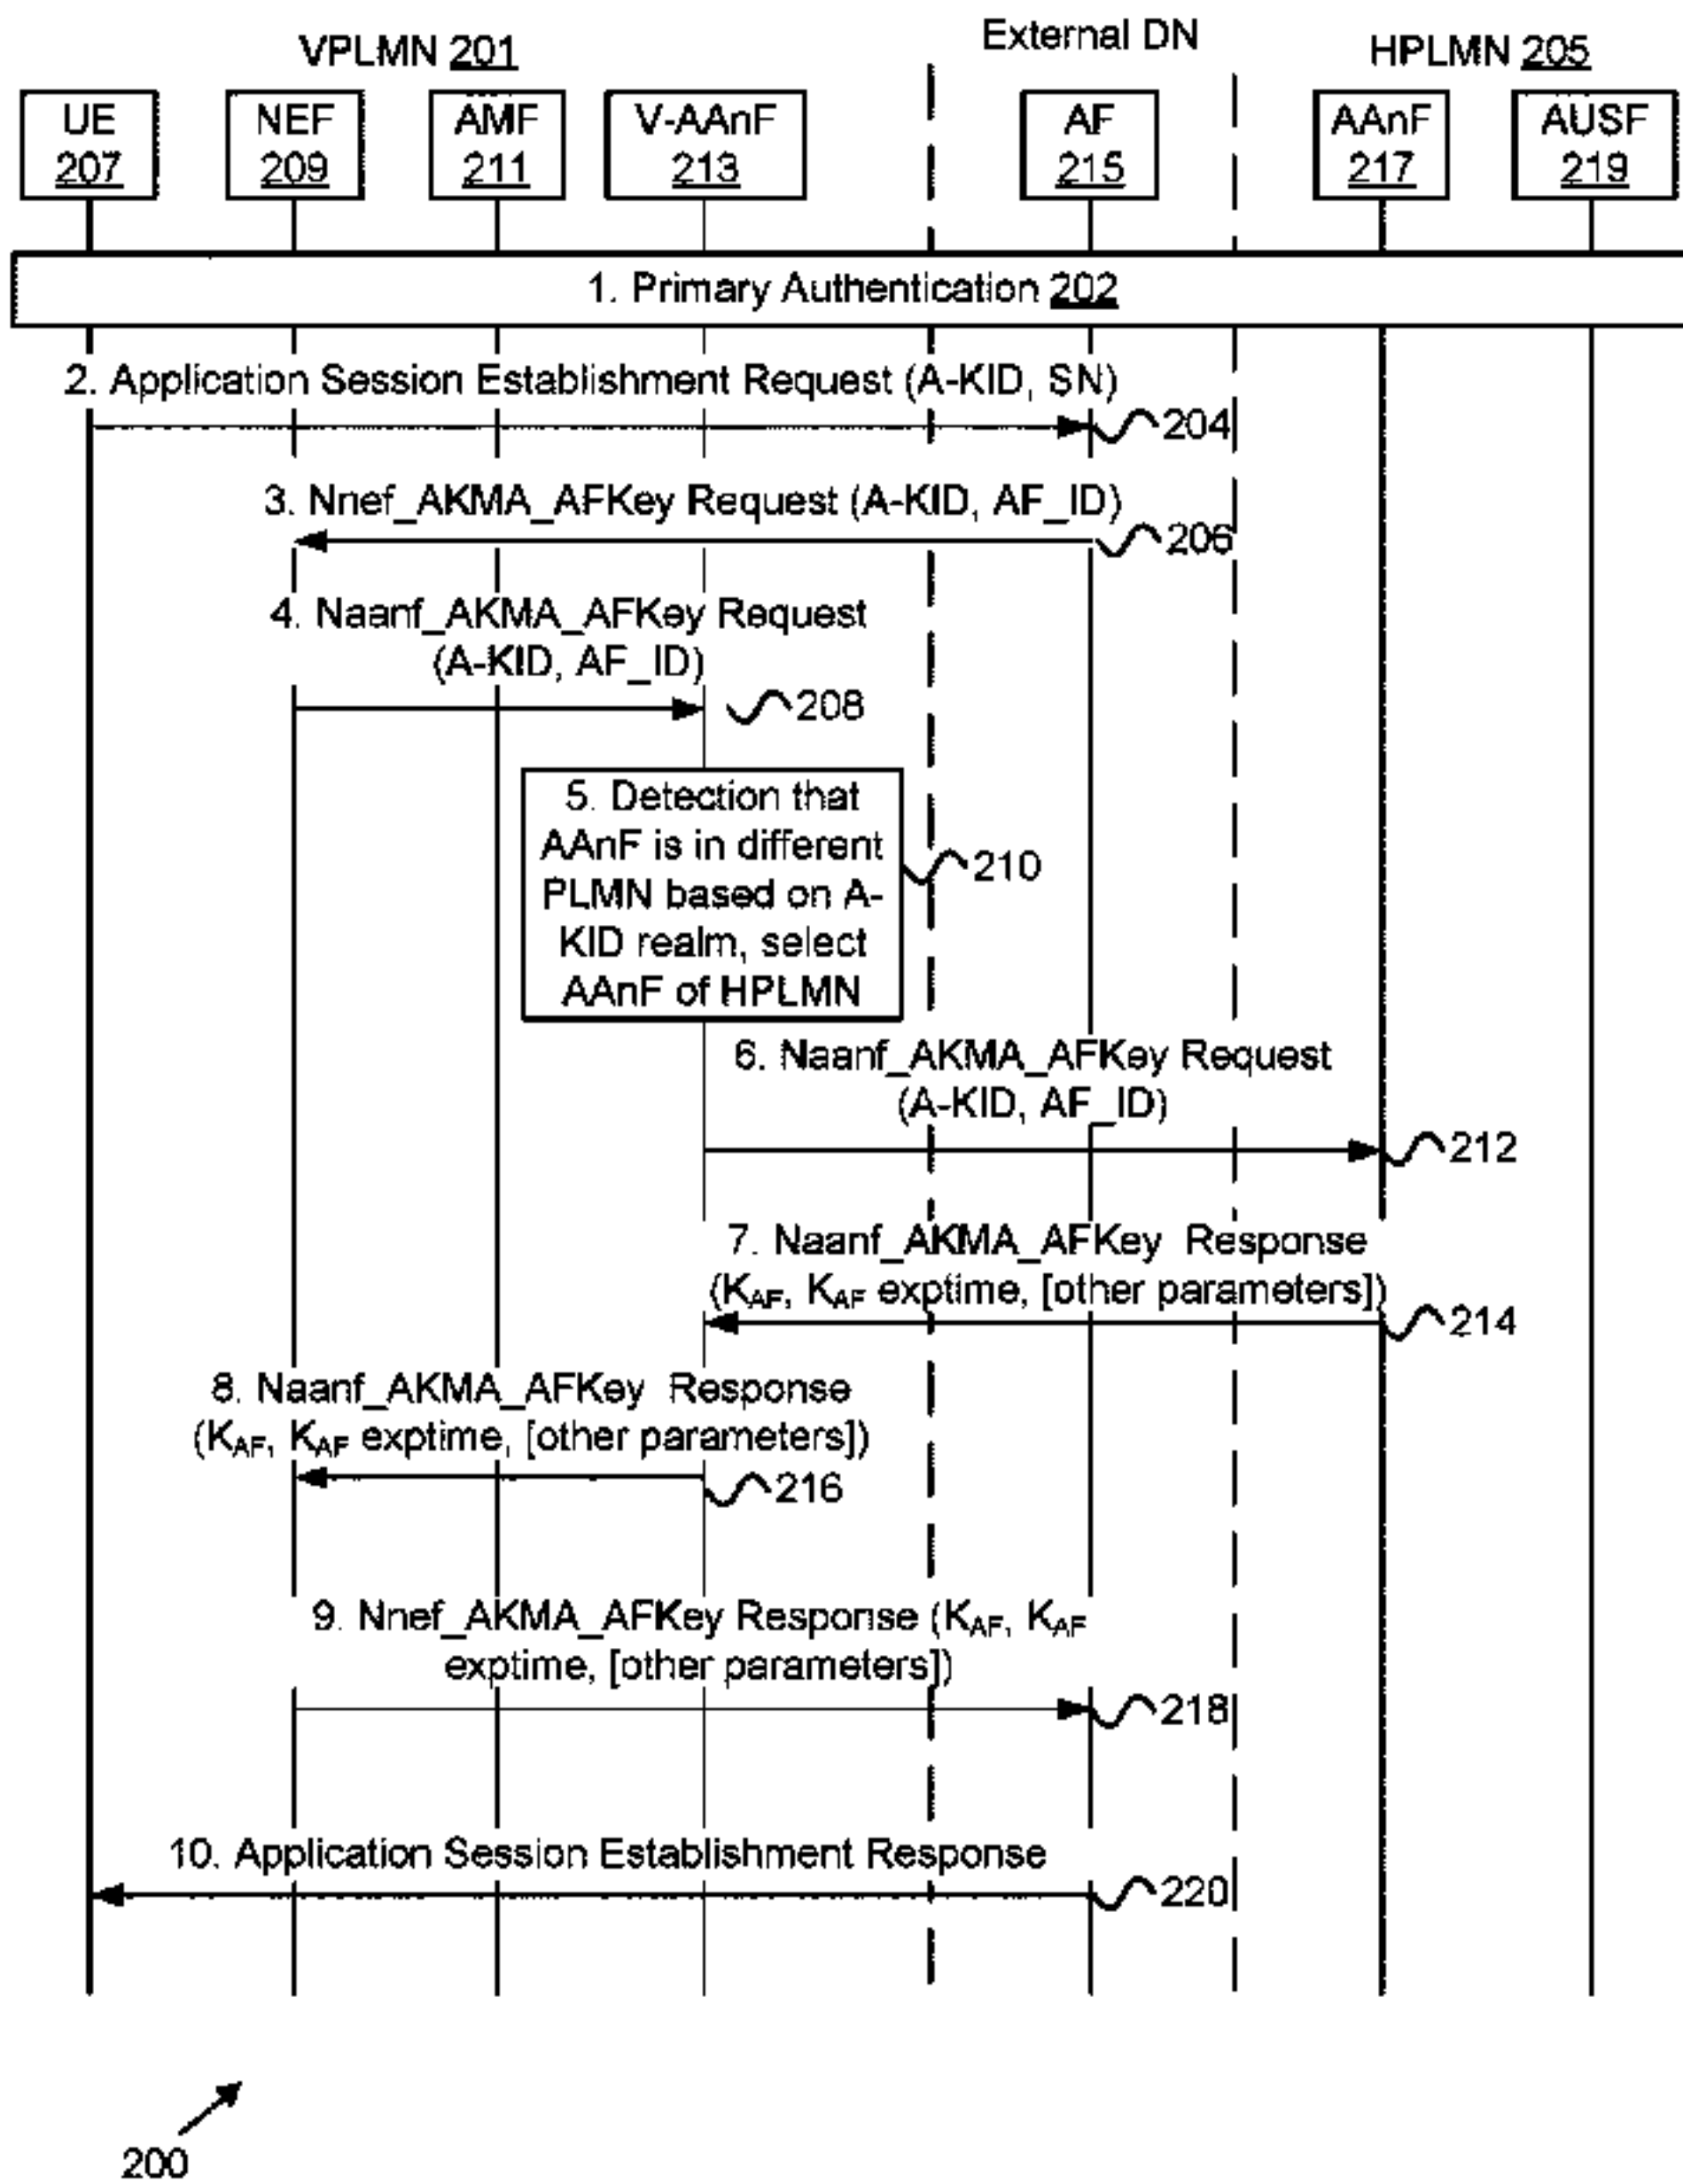 External DN
VPLMN 201
HPLMN 205
UE
207
NEF
209
AMF
211
V-AAnF
213
AF
215
AAnF
217
AUSF
219
1. Primary Authentication 202
2. Application Session Establishment Request (A-KID, SN)
204
3. Nnef_AKMA_AFKey Request (A-KID, AF_ID)
206
4. Naanf_AKMA_AFKey Request
(A-KID, AF_ID)
208
5. Detection that
AAnF is in different
PLMN based on A-
KID realm, select
AAnF of HPLMN
210
6. Naanf_AKMA_AFKey Request
(A-KID, AF_ID)
212
7. Naanf_AKMA_AFKey Response
(KAF, KAF exptime, [other parameters])
214
8. Naanf_AKMA_AFKey Response
(KAF, KAF exptime, [other parameters])
216
9. Nnef_AKMA_AFKey Response (KAF, KAF
exptime, [other parameters])
218
10. Application Session Establishment Response
220
200